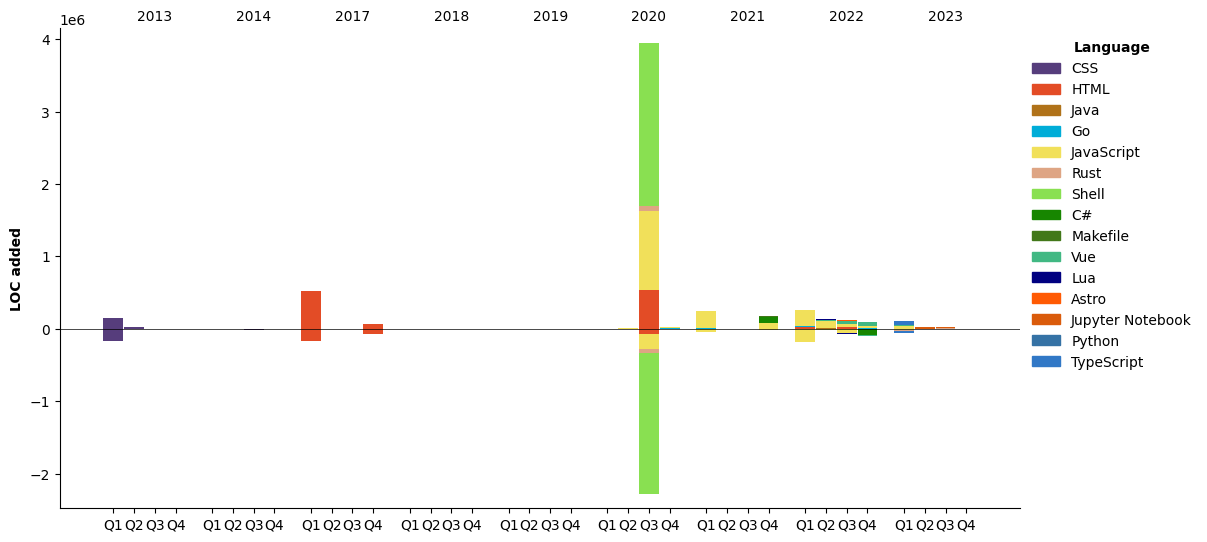 1e6
2013 2014 2017 2018 2019 2020 2021 2022 2023
4
3
2
1
0
−1
−2
LOC added
Q1 Q2 Q3 Q4 Q1 Q2 Q3 Q4 Q1 Q2 Q3 Q4 Q1 Q2 Q3 Q4 Q1 Q2 Q3 Q4 Q1 Q2 Q3 Q4 Q1 Q2 Q3 Q4 Q1 Q2 Q3 Q4 Q1 Q2 Q3 Q4
Language
CSS
HTML
Java
Go
JavaScript
Rust
Shell
C#
Makefile
Vue
Lua
Astro
Jupyter Notebook
Python
TypeScript